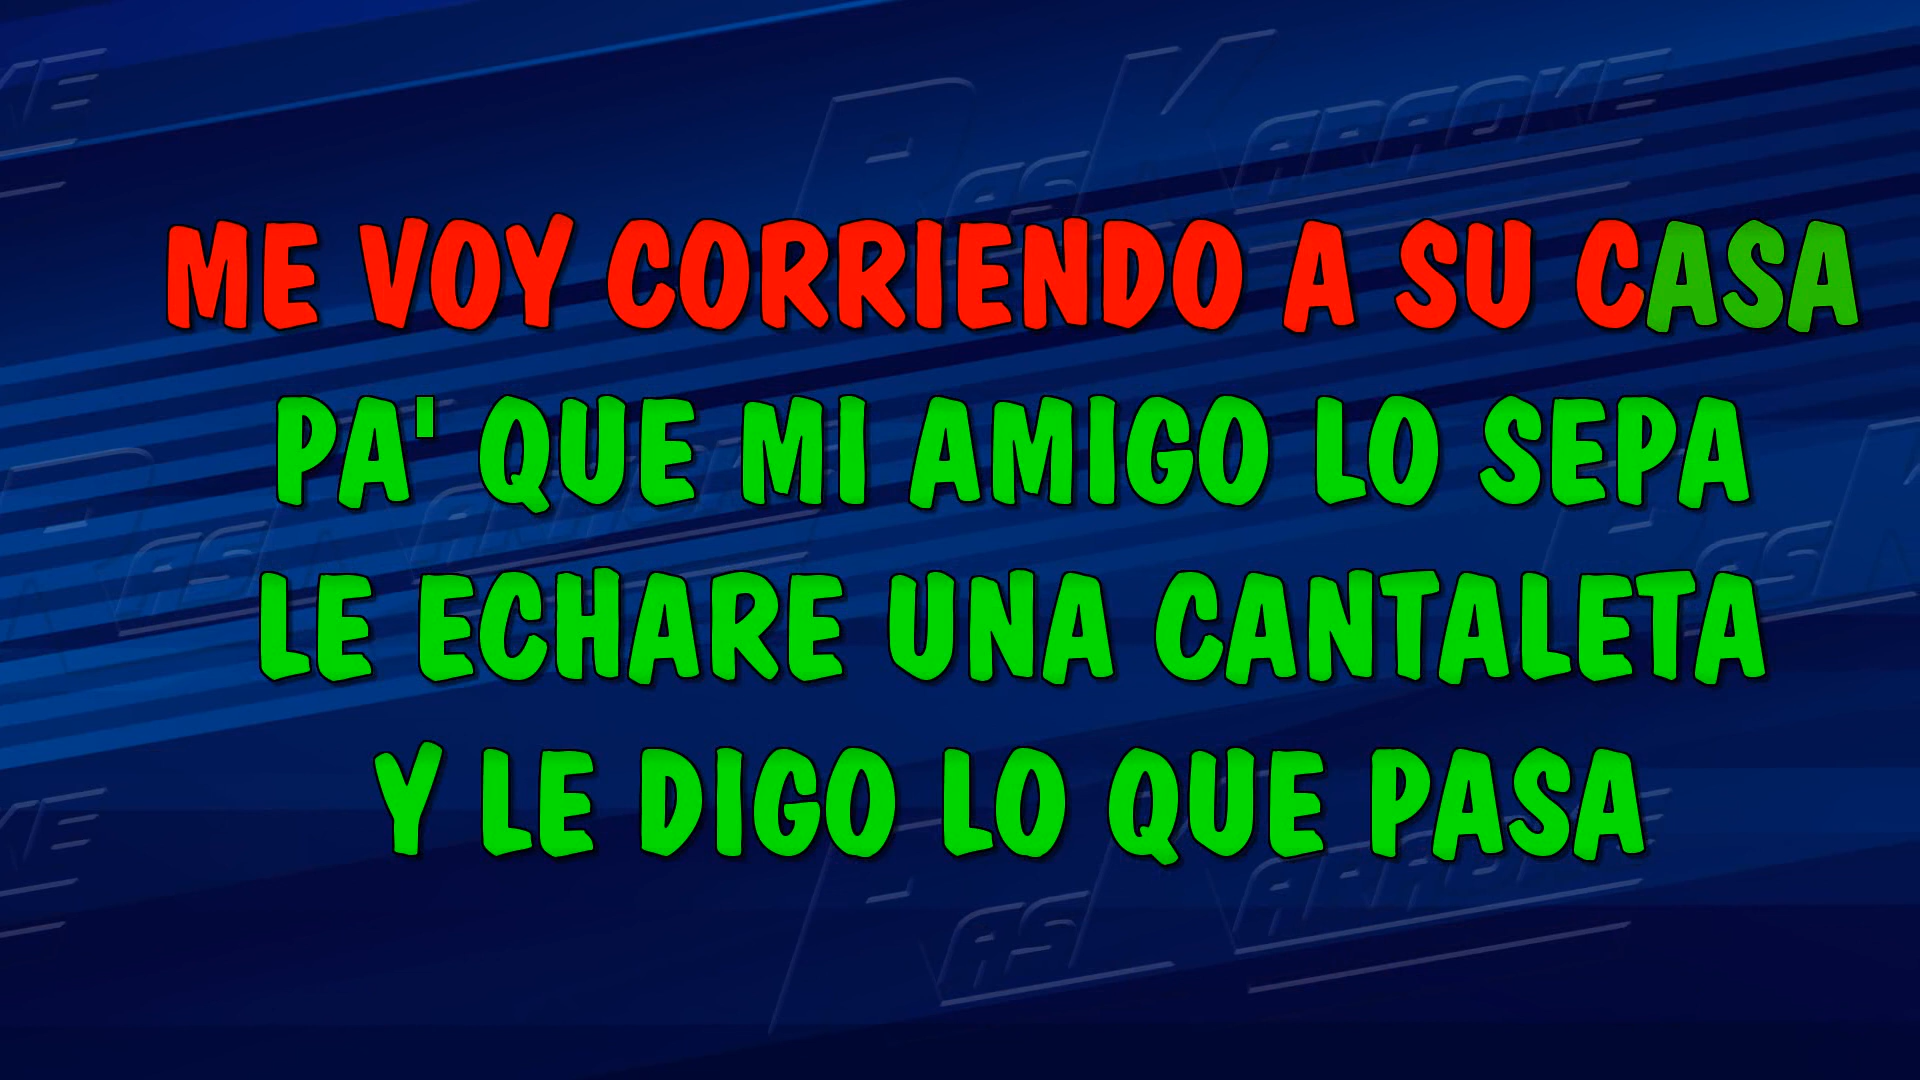 ME VOY CORRIENDO A SU CASA
PA' QUE MI AMIGO LO SEPA
LE ECHARE UNA CANTALETA
Y LE DIGO LO QUE PASA